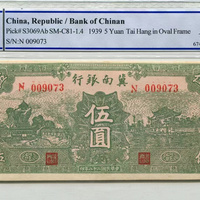 China, Republic / Bank of Chinan
Pick# S3069Ab SM-C81-1.4 1939 5 Yuan Tai Hang in Oval Frame
S/N: N 009073
行銀南冀
N 009073 N 009073
伍圓